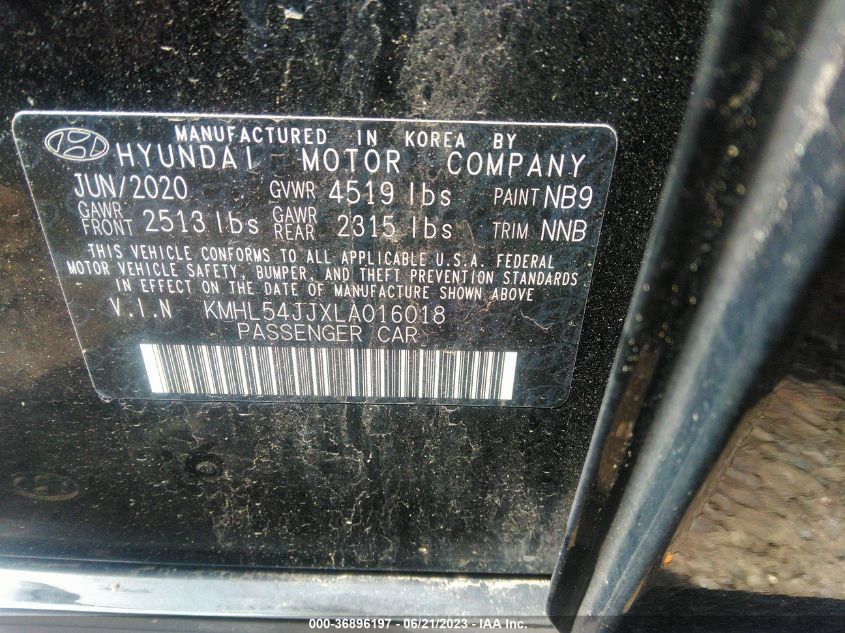 MANUFACTURED IN KOREA BY
HYUNDAI MOTOR COMPANY
JUN/2020 GVWR 4519 lbs PAINT NB9
GAWR FRONT 2513 lbs GAWR REAR 2315 lbs TRIM NNB
THIS VEHICLE CONFORMS TO ALL APPLICABLE U.S.A. FEDERAL
MOTOR VEHICLE SAFETY, BUMPER, AND THEFT PREVENTION STANDARDS
IN EFFECT ON THE DATE OF MANUFACTURE SHOWN ABOVE
V.I.N KMHL54JJXLA016018
PASSENGER CAR
000-36896197 - 06/21/2023 - IAA Inc.